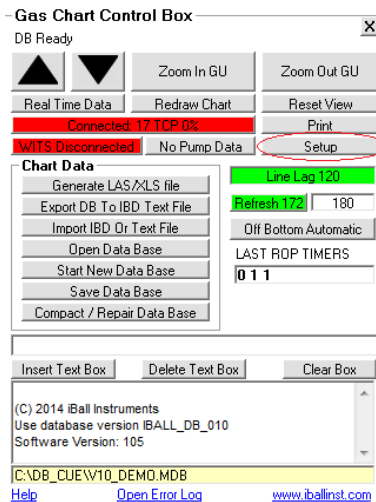 Gas Chart Control Box
X
DB Ready
Zoom In GU
Zoom Out GU
Real Time Data
Redraw Chart
Reset View
Connected: 17 TCP 0%
Print
WITS Disconnected
No Pump Data
Setup
Chart Data
Generate LAS/XLS file
Export DB To IBD Text File
Import IBD Or Text File
Open Data Base
Start New Data Base
Save Data Base
Compact / Repair Data Base
Line Lag 120
Refresh 172
180
Off Bottom Automatic
LAST ROP TIMERS
0 1 1
Insert Text Box
Delete Text Box
Clear Box
(C) 2014 iBall Instruments
Use database version IBALL_DB_010
Software Version: 105
C:\DB_CUE\V10_DEMO.MDB
Help
Open Error Log
www.iballinst.com